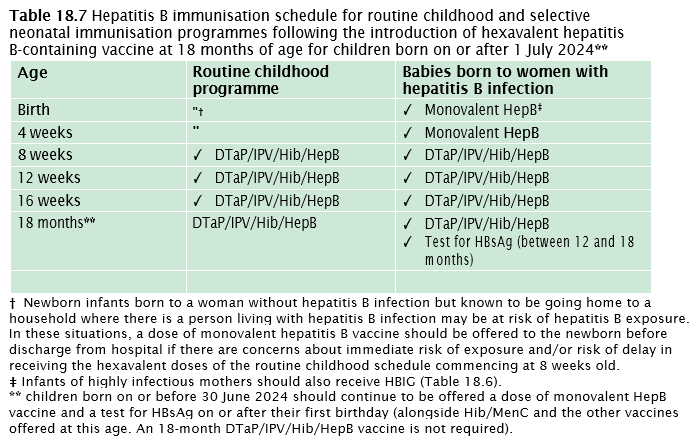 Table 18.7 Hepatitis B immunisation schedule for routine childhood and selective
neonatal immunisation programmes following the introduction of hexavalent hepatitis
B-containing vaccine at 18 months of age for children born on or after 1 July 2024**
Age Routine childhood programme Babies born to women with hepatitis B infection
Birth "† ✓ Monovalent HepB‡
4 weeks " ✓ Monovalent HepB
8 weeks ✓ DTaP/IPV/Hib/HepB ✓ DTaP/IPV/Hib/HepB
12 weeks ✓ DTaP/IPV/Hib/HepB ✓ DTaP/IPV/Hib/HepB
16 weeks ✓ DTaP/IPV/Hib/HepB ✓ DTaP/IPV/Hib/HepB
18 months** DTaP/IPV/Hib/HepB ✓ DTaP/IPV/Hib/HepB
✓ Test for HBsAg (between 12 and 18
months)
† Newborn infants born to a woman without hepatitis B infection but known to be going home to a
household where there is a person living with hepatitis B infection may be at risk of hepatitis B exposure.
In these situations, a dose of monovalent hepatitis B vaccine should be offered to the newborn before
discharge from hospital if there are concerns about immediate risk of exposure and/or risk of delay in
receiving the hexavalent doses of the routine childhood schedule commencing at 8 weeks old.
‡ Infants of highly infectious mothers should also receive HBIG (Table 18.6).
** children born on or before 30 June 2024 should continue to be offered a dose of monovalent HepB
vaccine and a test for HBsAg on or after their first birthday (alongside Hib/MenC and the other vaccines
offered at this age. An 18-month DTaP/IPV/Hib/HepB vaccine is not required).